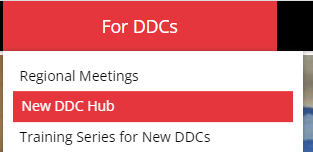 For DDCs
Regional Meetings
New DDC Hub
Training Series for New DDCs